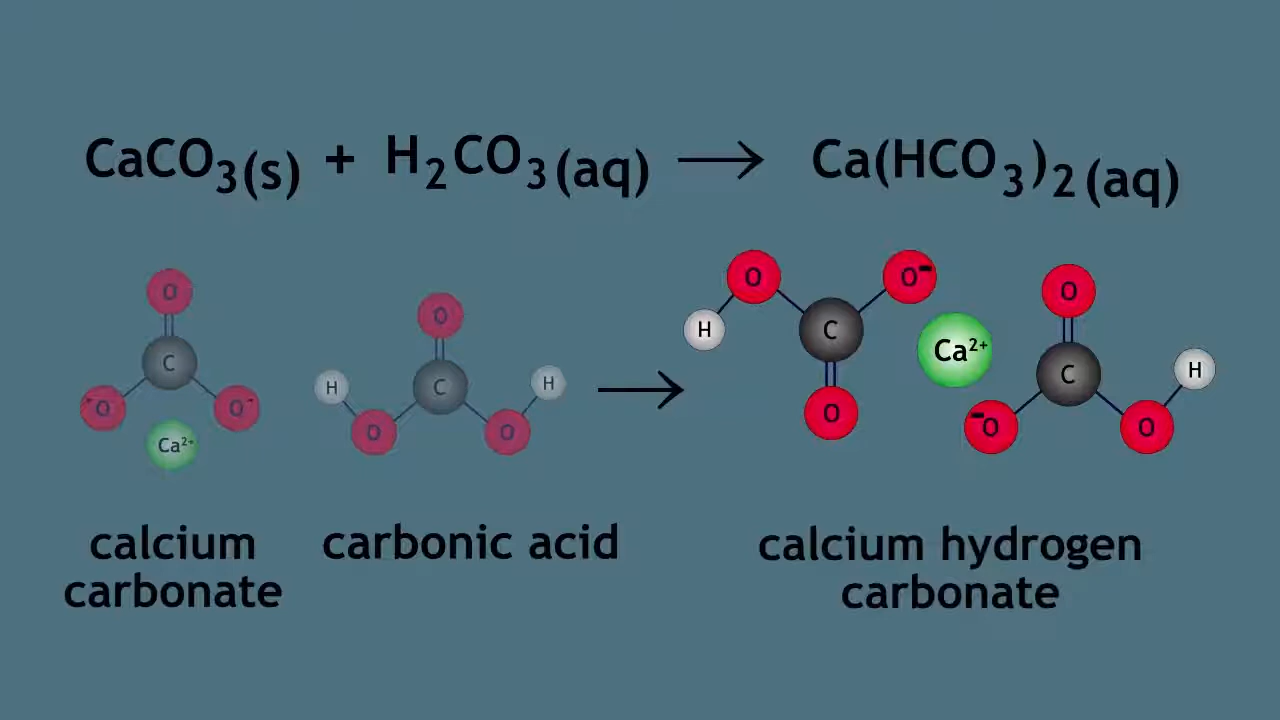 CaCO₃(s) + H₂CO₃(aq) → Ca(HCO₃)₂(aq)
O C ⁻O O⁻ Ca²⁺
O C H H O O
O O⁻ H C O Ca²⁺
O C H ⁻O O
calcium carbonate
carbonic acid
calcium hydrogen carbonate